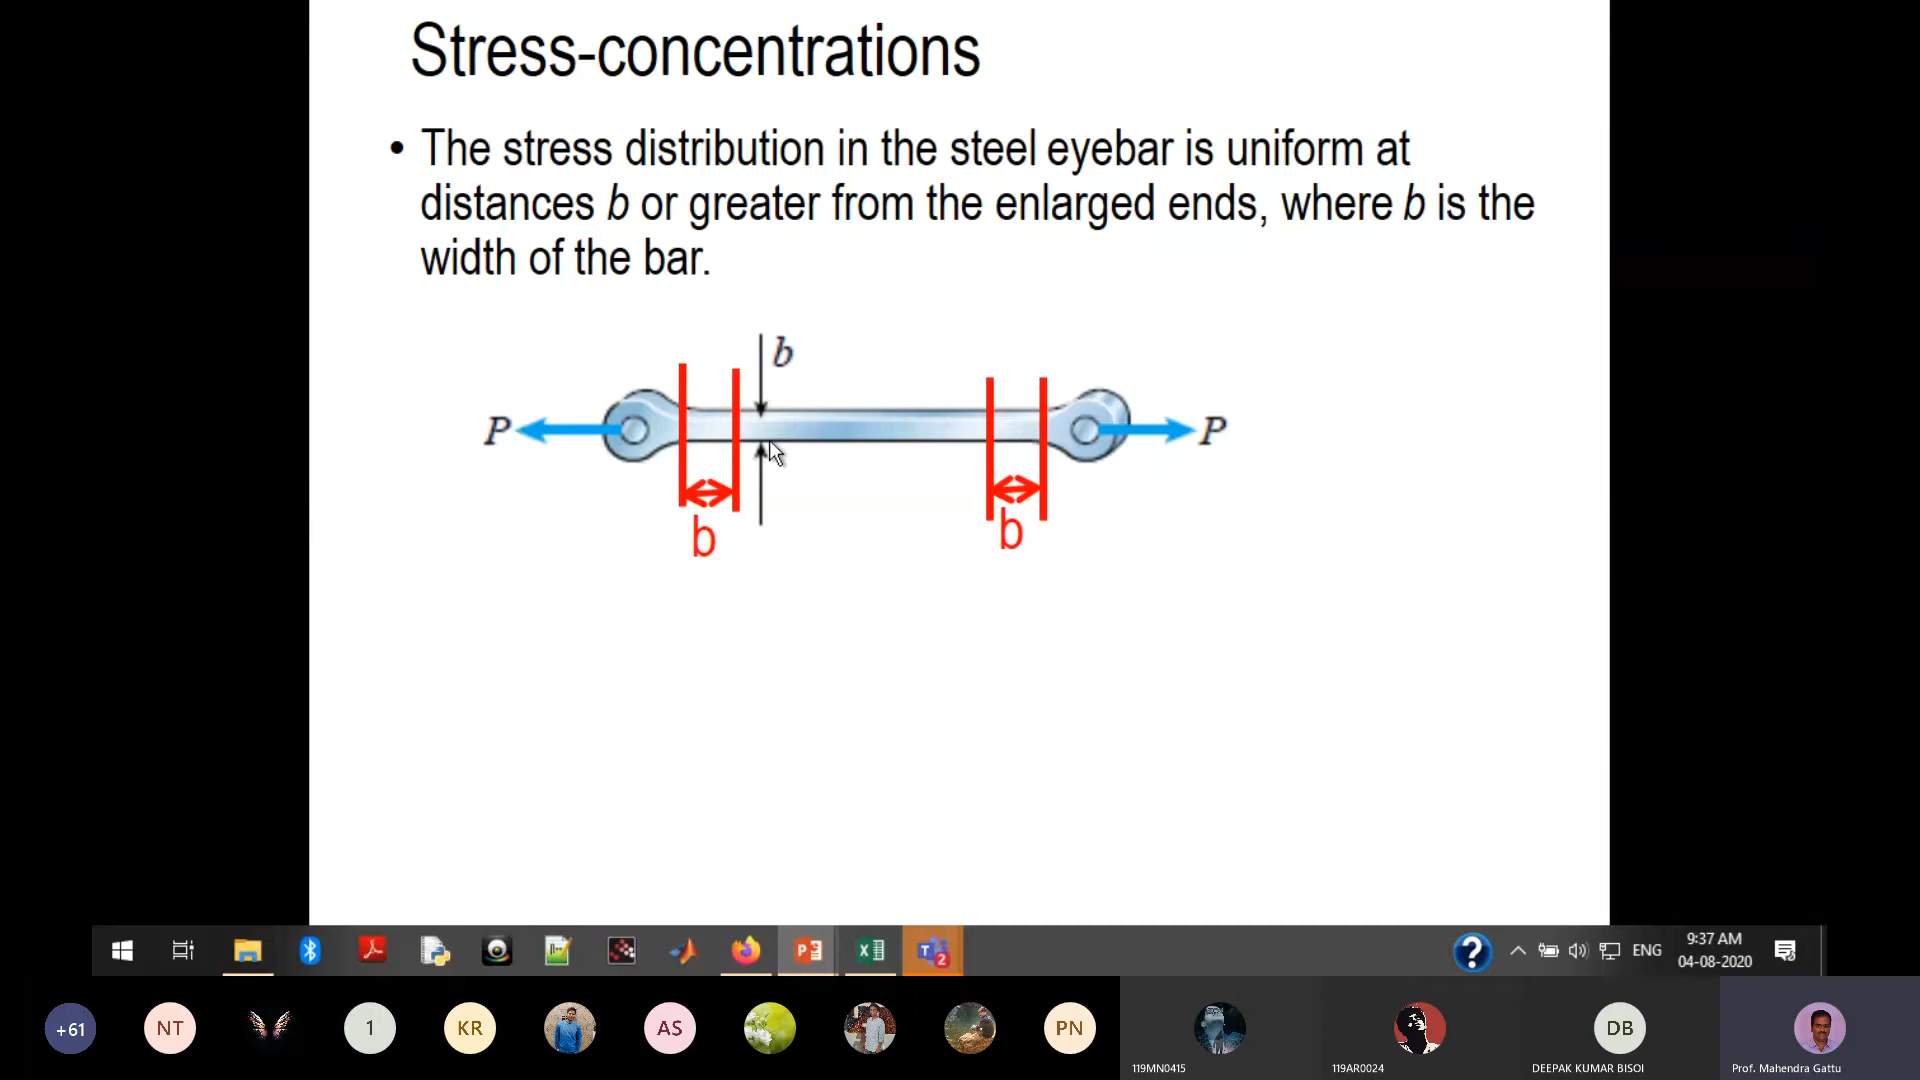 Stress-concentrations
• The stress distribution in the steel eyebar is uniform at
distances b or greater from the enlarged ends, where b is the
width of the bar.
b
P
P
b
b
ENG
9:37 AM
04-08-2020
2
+61
NT
1
KR
AS
PN
DB
119MN0415
119AR0024
DEEPAK KUMAR BISOI
Prof. Mahendra Gattu